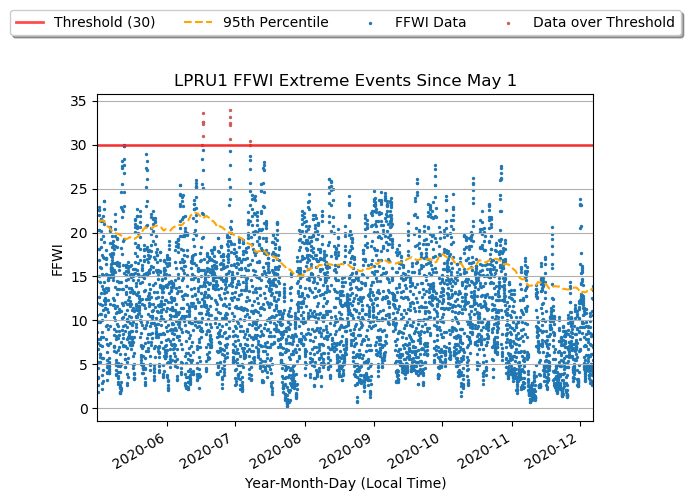 Threshold (30) 95th Percentile FFWI Data Data over Threshold
LPRU1 FFWI Extreme Events Since May 1
35
30
25
20
15
10
5
0
FFWI
2020-06 2020-07 2020-08 2020-09 2020-10 2020-11 2020-12
Year-Month-Day (Local Time)